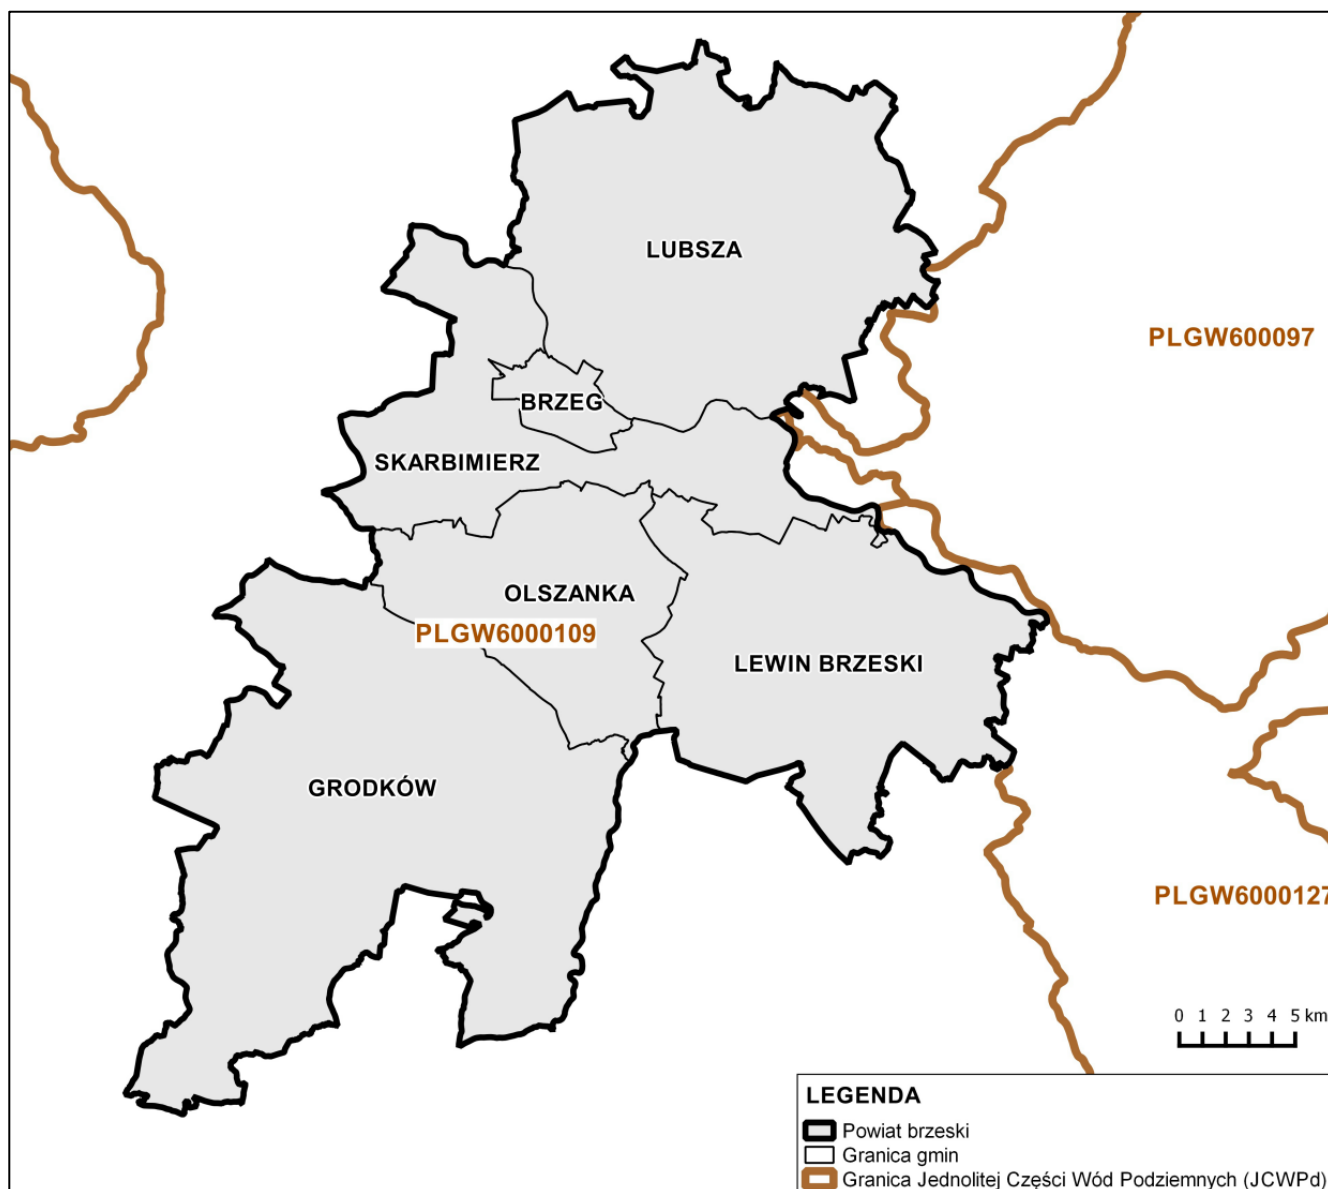 LUBSZA
PLGW600097
BRZEG
SKARBIMIERZ
OLSZANKA
PLGW6000109
LEWIN BRZESKI
GRODKÓW
PLGW6000127
0 1 2 3 4 5 km
LEGENDA
Powiat brzeski
Granica gmin
Granica Jednolitej Części Wód Podziemnych (JCWPd)